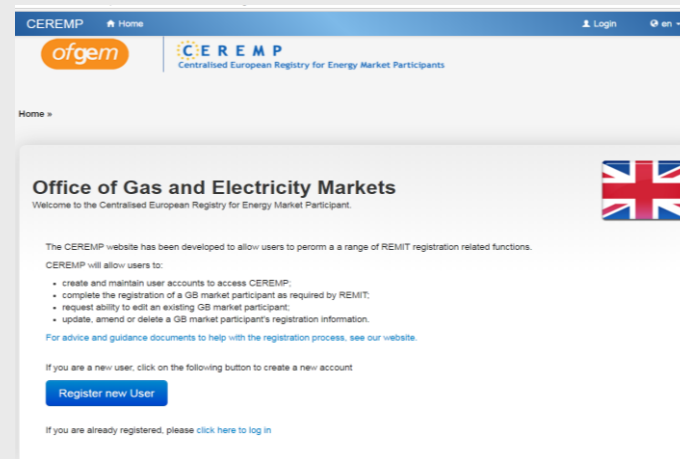 CEREMP Home Login en
ofgem
CEREMP
Centralised European Registry for Energy Market Participants
Home »
Office of Gas and Electricity Markets
Welcome to the Centralised European Registry for Energy Market Participant.
The CEREMP website has been developed to allow users to perorm a a range of REMIT registration related functions.
CEREMP will allow users to:
• create and maintain user accounts to access CEREMP;
• complete the registration of a GB market participant as required by REMIT;
• request ability to edit an existing GB market participant;
• update, amend or delete a GB market participant's registration information.
For advice and guidance documents to help with the registration process, see our website.
If you are a new user, click on the following button to create a new account
Register new User
If you are already registered, please click here to log in